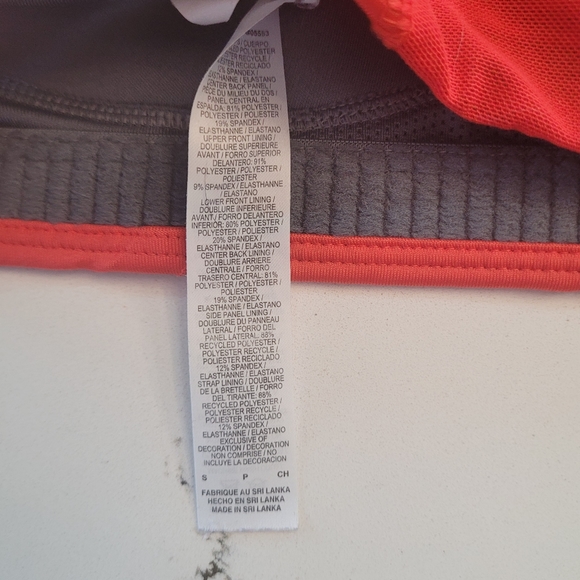 / CUERPO
RECYCLED POLYESTER
POLYESTER RECYCLE /
POLYESTER RECICLADO
SPANDEX /
ELASTHANNE / ELASTANO
CENTER BACK PANEL /
PIÈCE DU MILIEU DU DOS /
PANEL CENTRAL EN
ESPALDA: 81% POLYESTER /
POLYESTER / POLIESTER
19% SPANDEX /
ELASTHANNE / ELASTANO
UPPER FRONT LINING /
DOUBLURE SUPERIEURE
AVANT / FORRO SUPERIOR
DELANTERO: 91%
POLYESTER / POLYESTER /
POLIESTER
9% SPANDEX / ELASTHANNE
/ ELASTANO
LOWER FRONT LINING /
DOUBLURE INFERIEURE
AVANT / FORRO DELANTERO
INFERIOR: 80% POLYESTER /
POLYESTER / POLIESTER
20% SPANDEX /
ELASTHANNE / ELASTANO
CENTER BACK LINING /
DOUBLURE ARRIERE
CENTRALE / FORRO
TRASERO CENTRAL: 81%
POLYESTER / POLYESTER /
POLIESTER
19% SPANDEX /
ELASTHANNE / ELASTANO
SIDE PANEL LINING /
DOUBLURE DU PANNEAU
LATERAL / FORRO DEL
PANEL LATERAL: 88%
RECYCLED POLYESTER /
POLYESTER RECYCLE /
POLIESTER RECICLADO
12% SPANDEX /
ELASTHANNE / ELASTANO
STRAP LINING / DOUBLURE
DE LA BRETELLE / FORRO
DEL TIRANTE: 88%
RECYCLED POLYESTER /
POLYESTER RECYCLE /
POLIESTER RECICLADO
12% SPANDEX /
ELASTHANNE / ELASTANO
EXCLUSIVE OF
DECORATION / DECORATION
NON COMPRISE / NO
INCLUYE LA DECORACION
S P CH
FABRIQUE AU SRI LANKA
HECHO EN SRI LANKA
MADE IN SRI LANKA